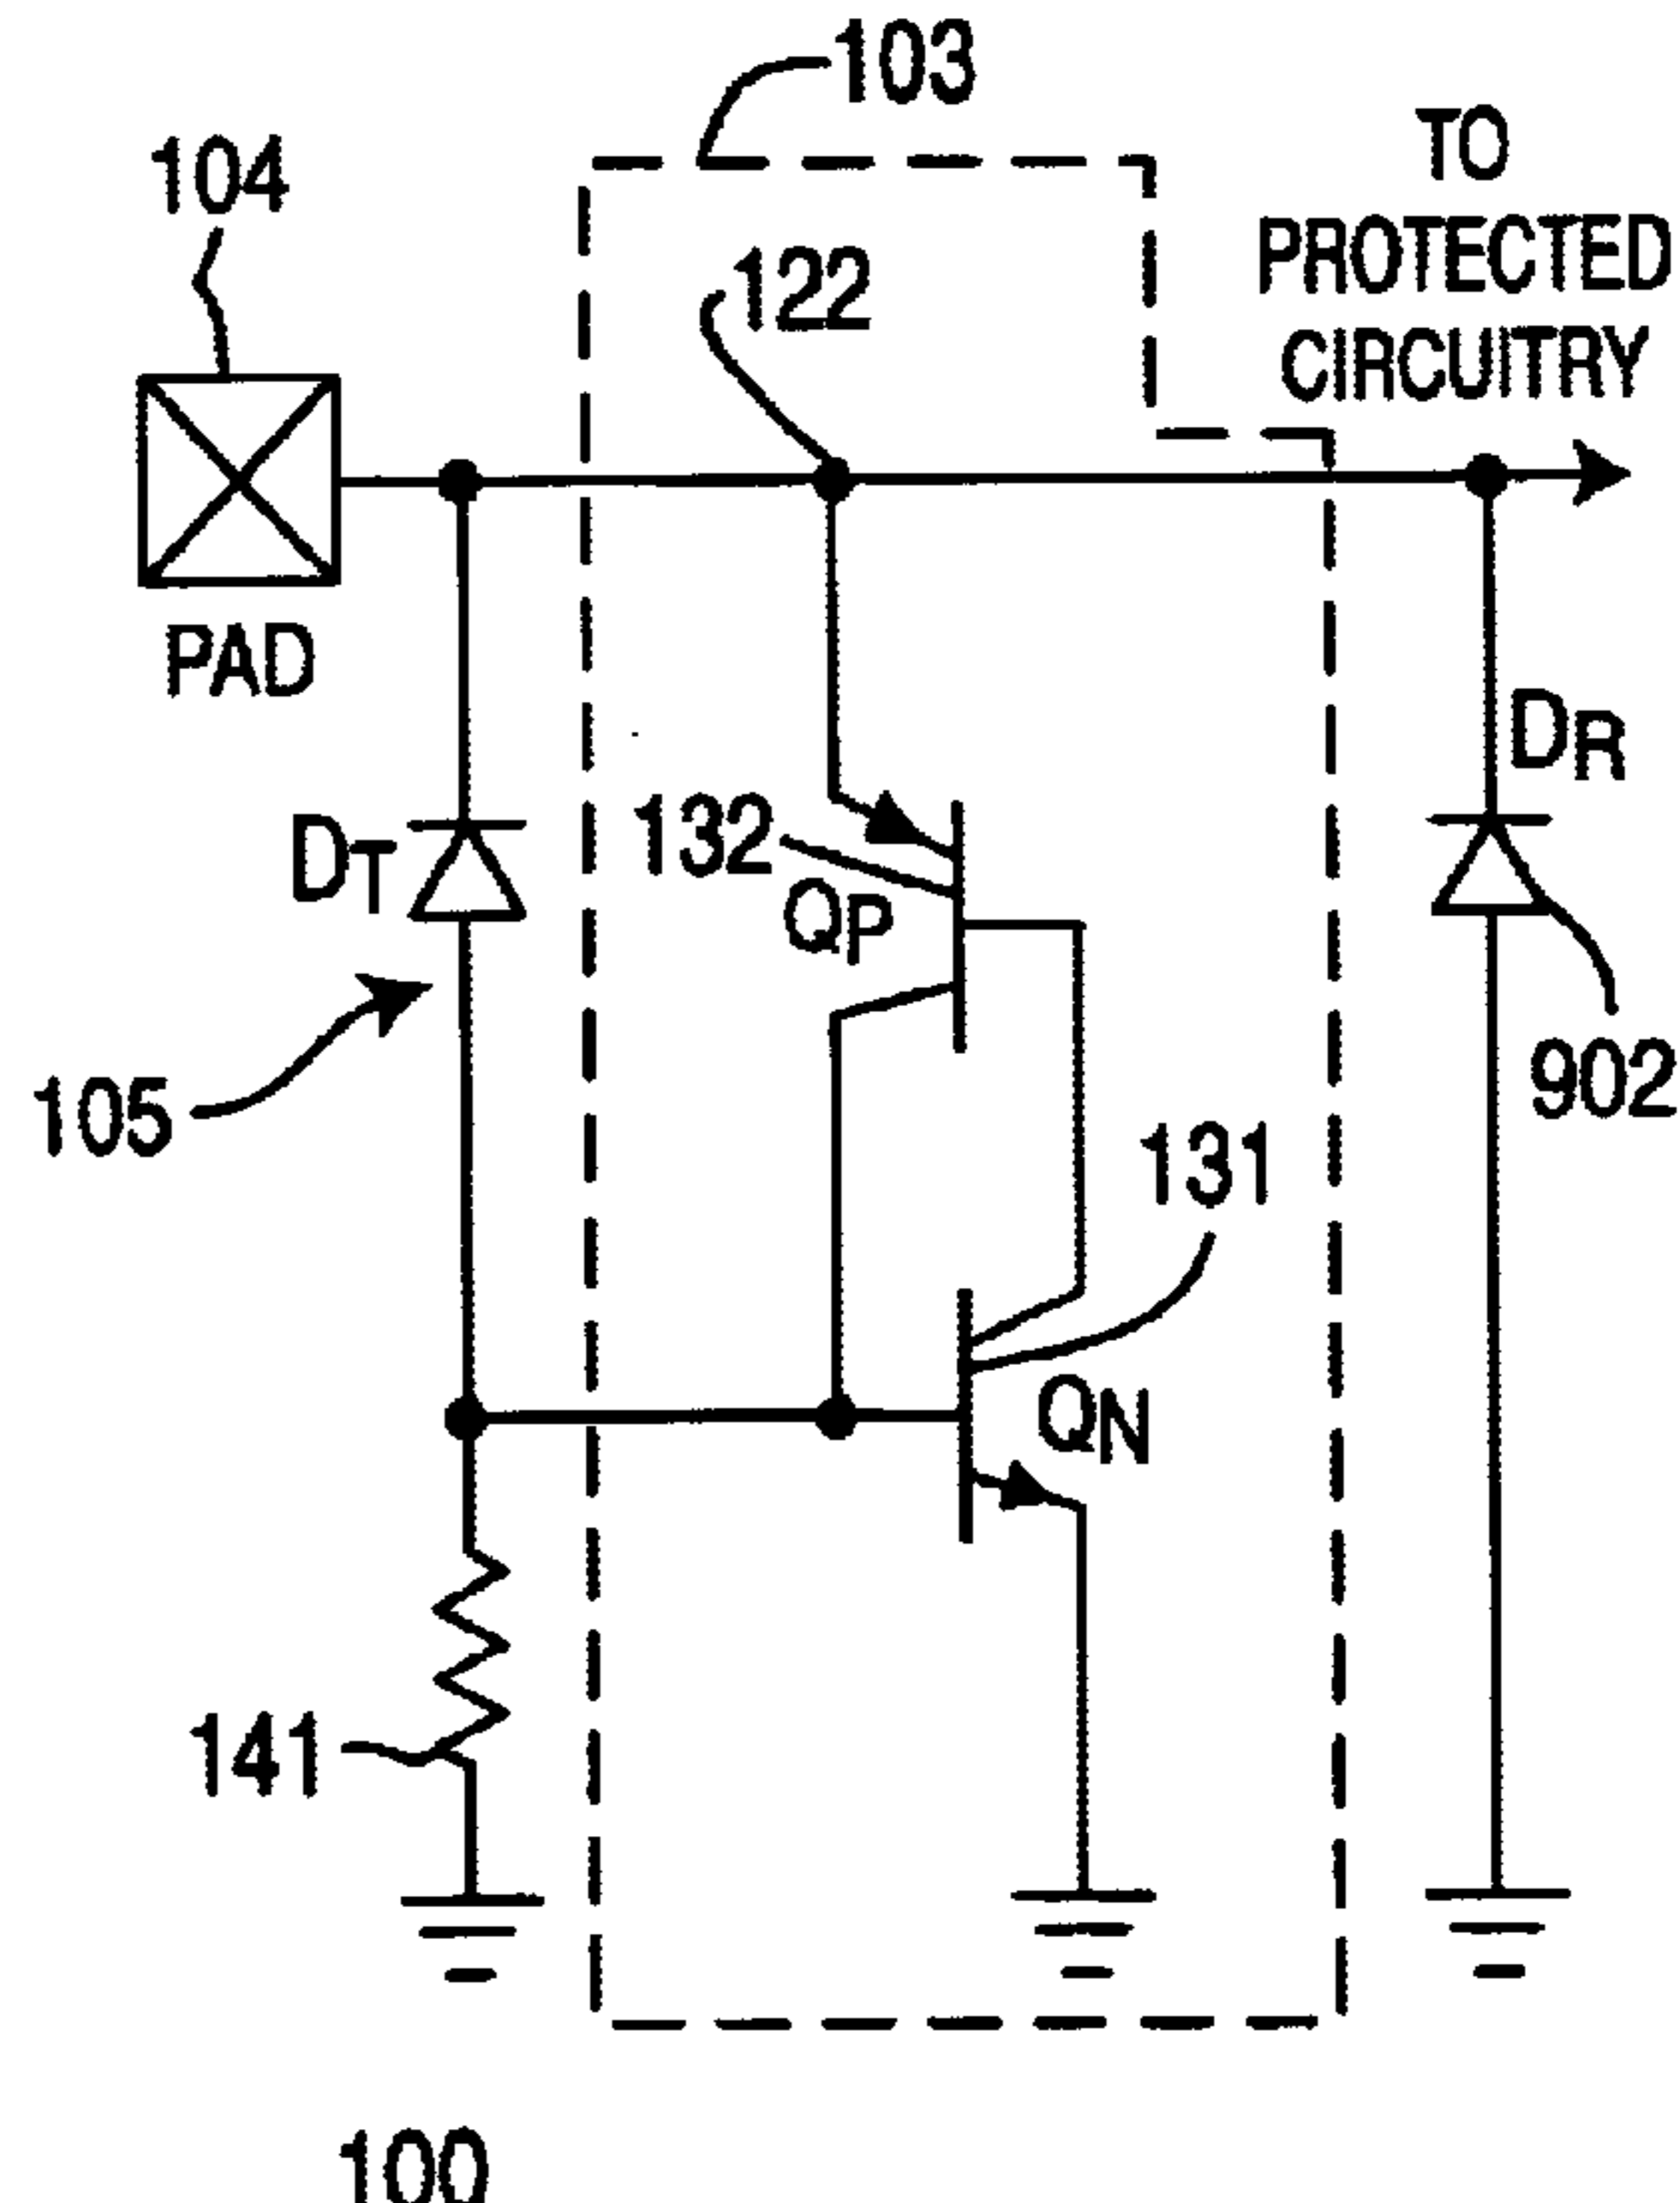 103
104
TO
PROTECTED
CIRCUITRY
122
PAD
DR
DT
132
QP
105
902
131
QN
141
100